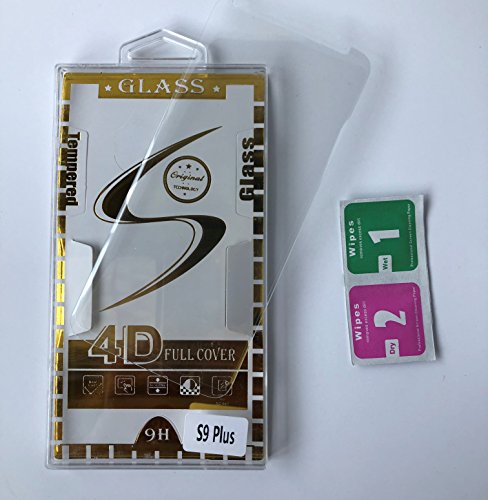 GLASS
Tempered
Glass
Original
TECHNOLOGY
4D FULL COVER
9H
S9 Plus
Wipes
Wet
1
Wipes
Dry
2